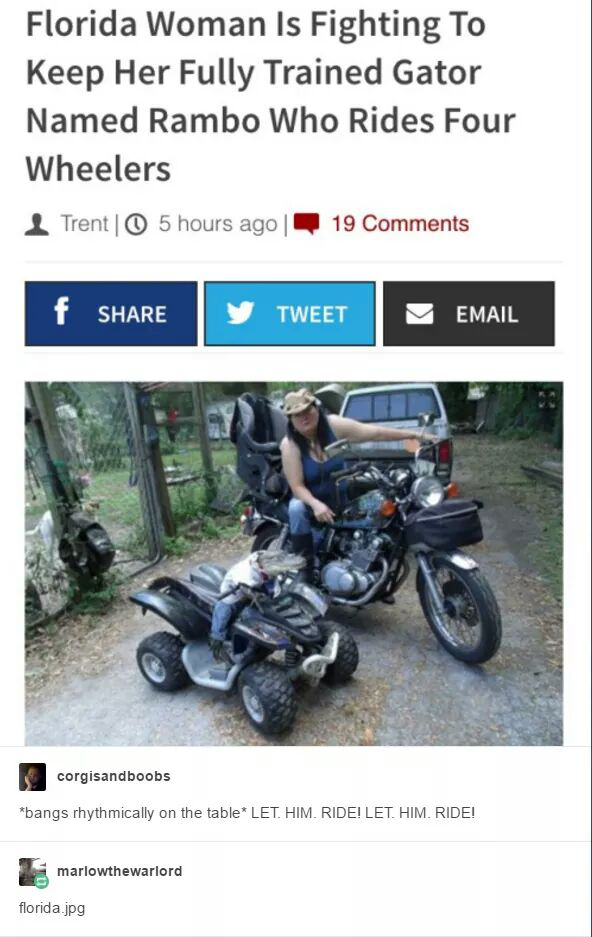 Florida Woman Is Fighting To
Keep Her Fully Trained Gator
Named Rambo Who Rides Four
Wheelers
Trent | 5 hours ago | 19 Comments
f SHARE TWEET EMAIL
corgisandboobs
*bangs rhythmically on the table* LET. HIM. RIDE! LET. HIM. RIDE!
marlowthewarlord
florida.jpg